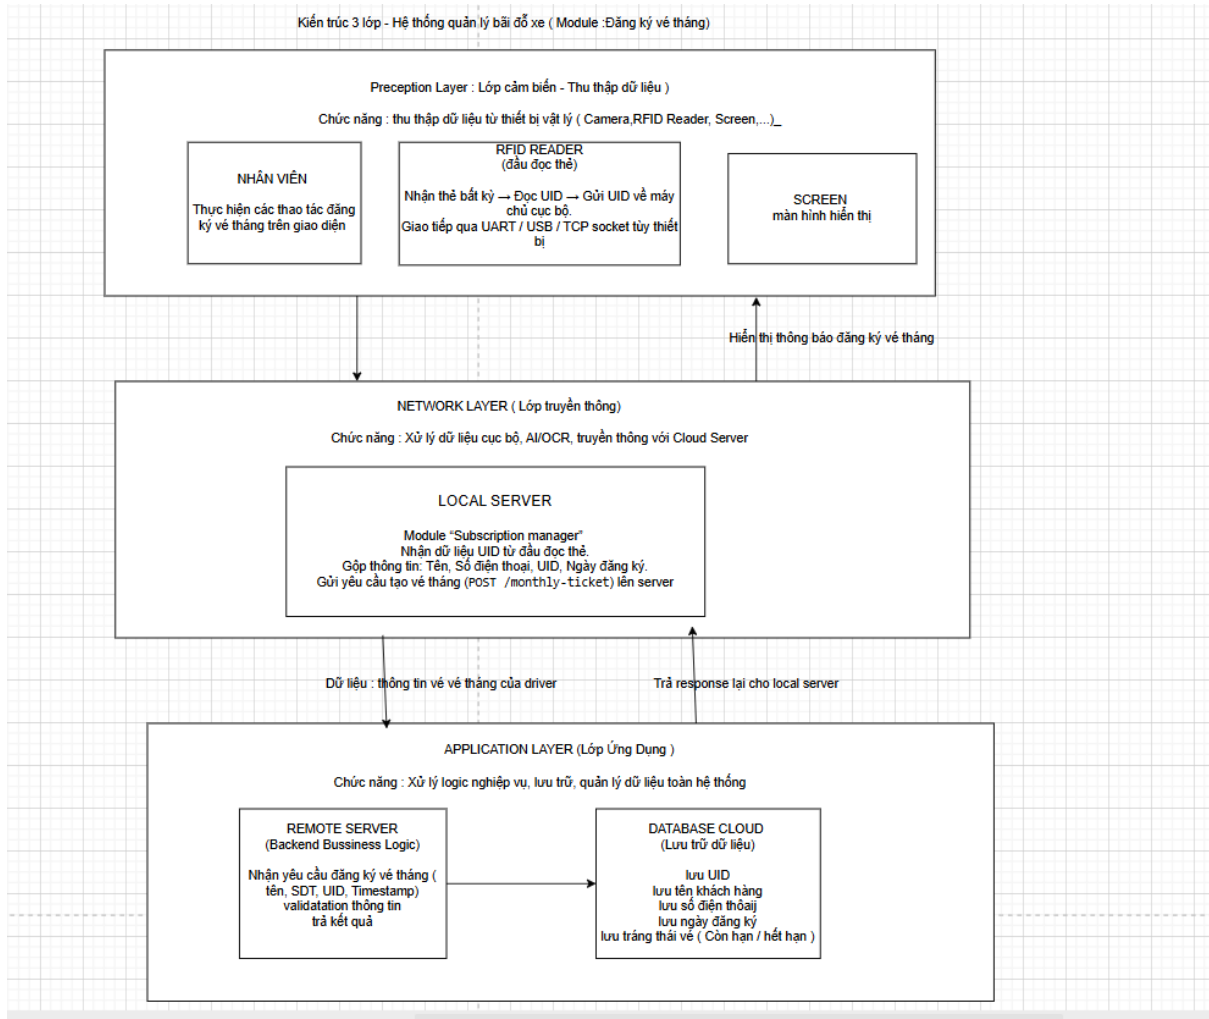 Kiến trúc 3 lớp - Hệ thống quản lý bãi đỗ xe ( Module :Đăng ký vé tháng)
Preception Layer : Lớp cảm biến - Thu thập dữ liệu )
Chức năng : thu thập dữ liệu từ thiết bị vật lý ( Camera,RFID Reader, Screen,...)_
NHÂN VIÊN
Thực hiện các thao tác đăng
ký vé tháng trên giao diện
RFID READER
(đầu đọc thẻ)
Nhận thẻ bất kỳ → Đọc UID → Gửi UID về máy
chủ cục bộ.
Giao tiếp qua UART / USB / TCP socket tùy thiết
bị
SCREEN
màn hình hiển thị
Hiển thị thông báo đăng ký vé tháng
NETWORK LAYER ( Lớp truyền thông)
Chức năng : Xử lý dữ liệu cục bộ, AI/OCR, truyền thông với Cloud Server
LOCAL SERVER
Module “Subscription manager”
Nhận dữ liệu UID từ đầu đọc thẻ.
Gộp thông tin: Tên, Số điện thoại, UID, Ngày đăng ký.
Gửi yêu cầu tạo vé tháng (POST /monthly-ticket) lên server
Dữ liệu : thông tin vé vé tháng của driver
Trả response lại cho local server
APPLICATION LAYER (Lớp Ứng Dụng )
Chức năng : Xử lý logic nghiệp vụ, lưu trữ, quản lý dữ liệu toàn hệ thống
REMOTE SERVER
(Backend Bussiness Logic)
Nhận yêu cầu đăng ký vé tháng (
tên, SDT, UID, Timestamp)
validatation thông tin
trả kết quả
DATABASE CLOUD
(Lưu trữ dữ liệu)
lưu UID
lưu tên khách hàng
lưu số điện thôaij
lưu ngày đăng ký
lưu tráng thái vé ( Còn hạn / hết hạn )